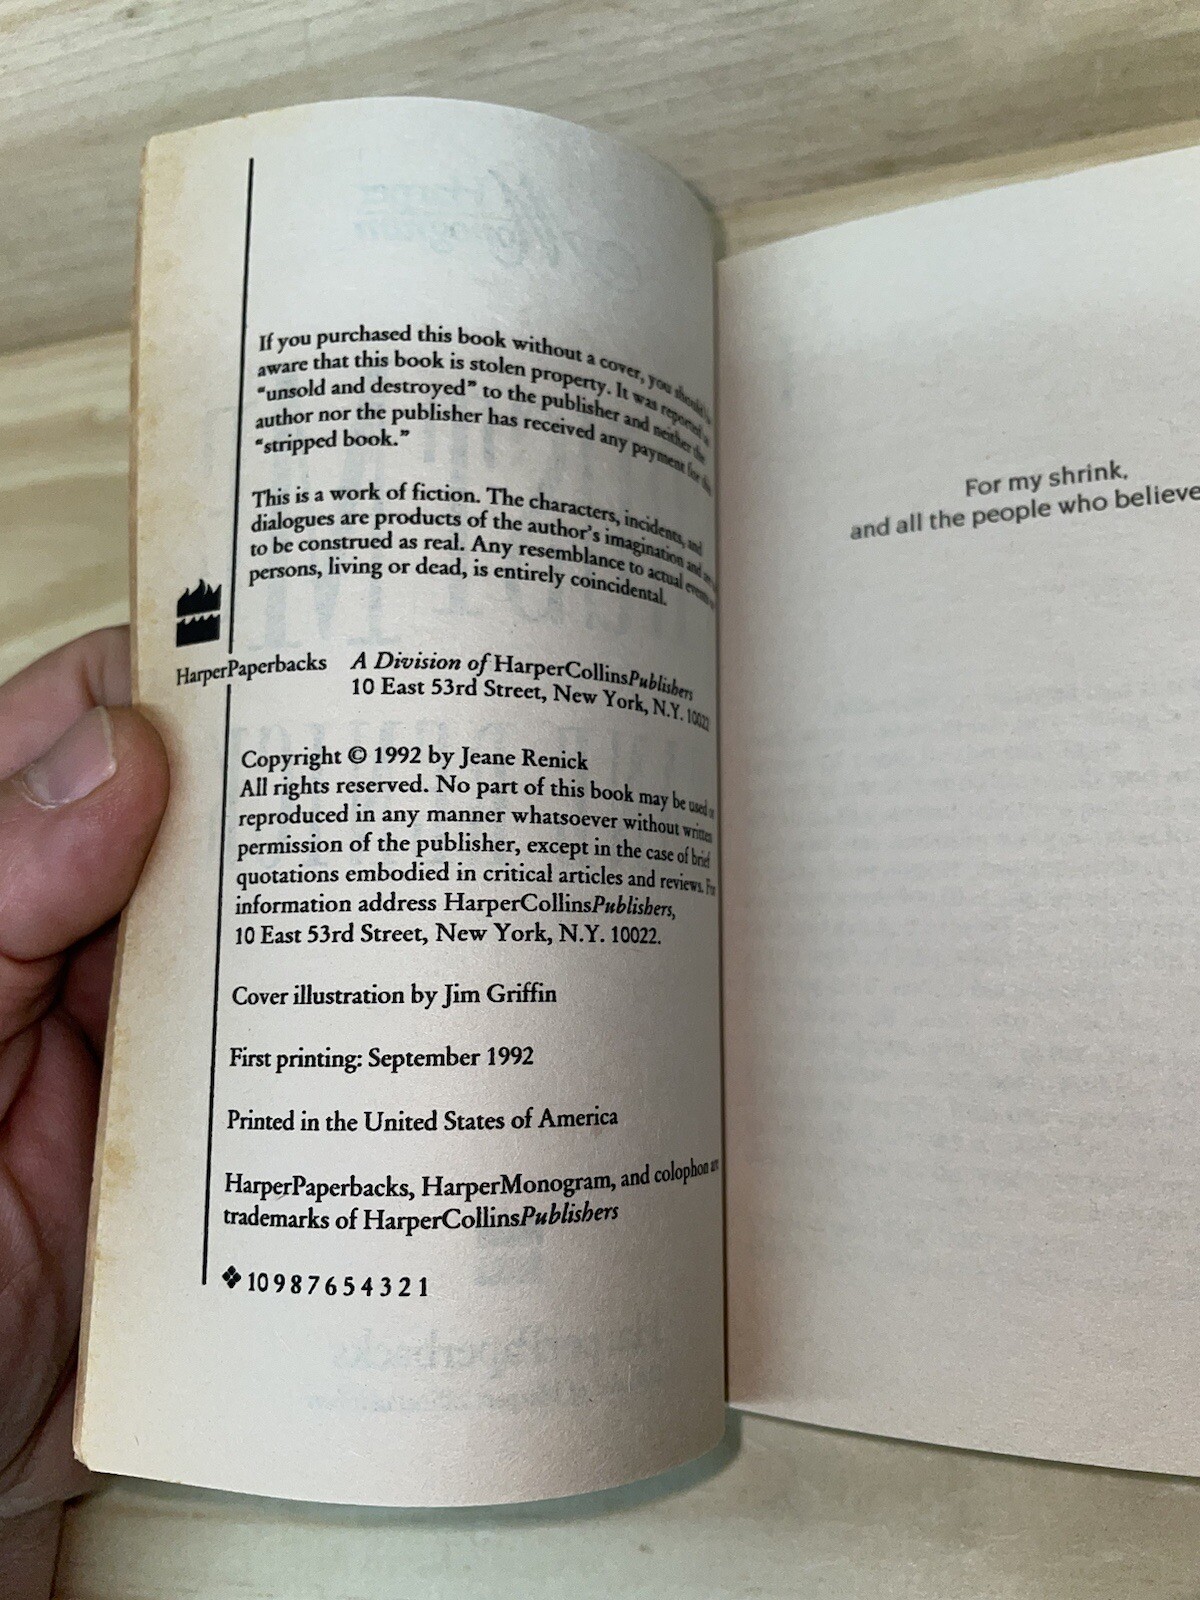 If you purchased this book without a cover, you should be
aware that this book is stolen property. It was reported as
“unsold and destroyed” to the publisher and neither the
author nor the publisher has received any payment for this
“stripped book.”
This is a work of fiction. The characters, incidents, and
dialogues are products of the author’s imagination and are
to be construed as real. Any resemblance to actual events
persons, living or dead, is entirely coincidental.
HarperPaperbacks A Division of HarperCollinsPublishers
10 East 53rd Street, New York, N.Y. 10022
Copyright © 1992 by Jeane Renick
All rights reserved. No part of this book may be used or
reproduced in any manner whatsoever without written
permission of the publisher, except in the case of brief
quotations embodied in critical articles and reviews. For
information address HarperCollinsPublishers,
10 East 53rd Street, New York, N.Y. 10022.
Cover illustration by Jim Griffin
First printing: September 1992
Printed in the United States of America
HarperPaperbacks, HarperMonogram, and colophon are
trademarks of HarperCollinsPublishers
❖ 10 9 8 7 6 5 4 3 2 1
For my shrink,
and all the people who believe